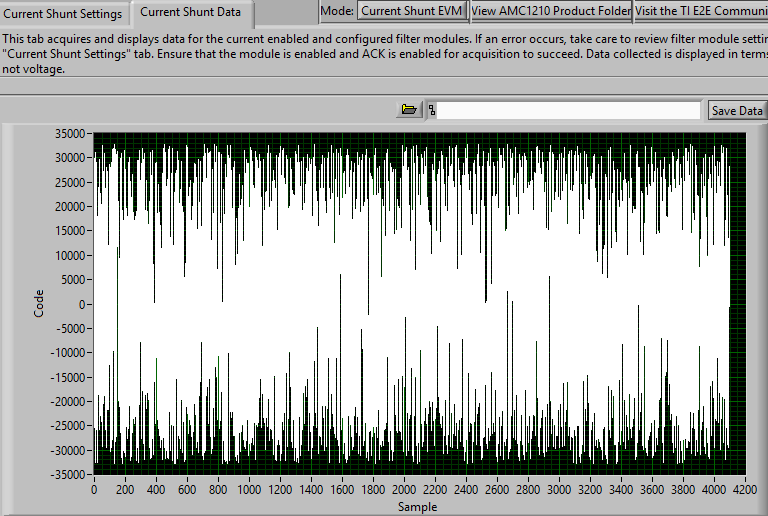 Current Shunt Settings
Current Shunt Data
Mode: Current Shunt EVM View AMC1210 Product Folder Visit the TI E2E Communi
This tab acquires and displays data for the current enabled and configured filter modules. If an error occurs, take care to review filter module settin
"Current Shunt Settings" tab. Ensure that the module is enabled and ACK is enabled for acquisition to succeed. Data collected is displayed in terms
not voltage.
Save Data
35000
30000
25000
20000
15000
10000
5000
0
-5000
-10000
-15000
-20000
-25000
-30000
-35000
Code
0 200 400 600 800 1000 1200 1400 1600 1800 2000 2200 2400 2600 2800 3000 3200 3400 3600 3800 4000 4200
Sample